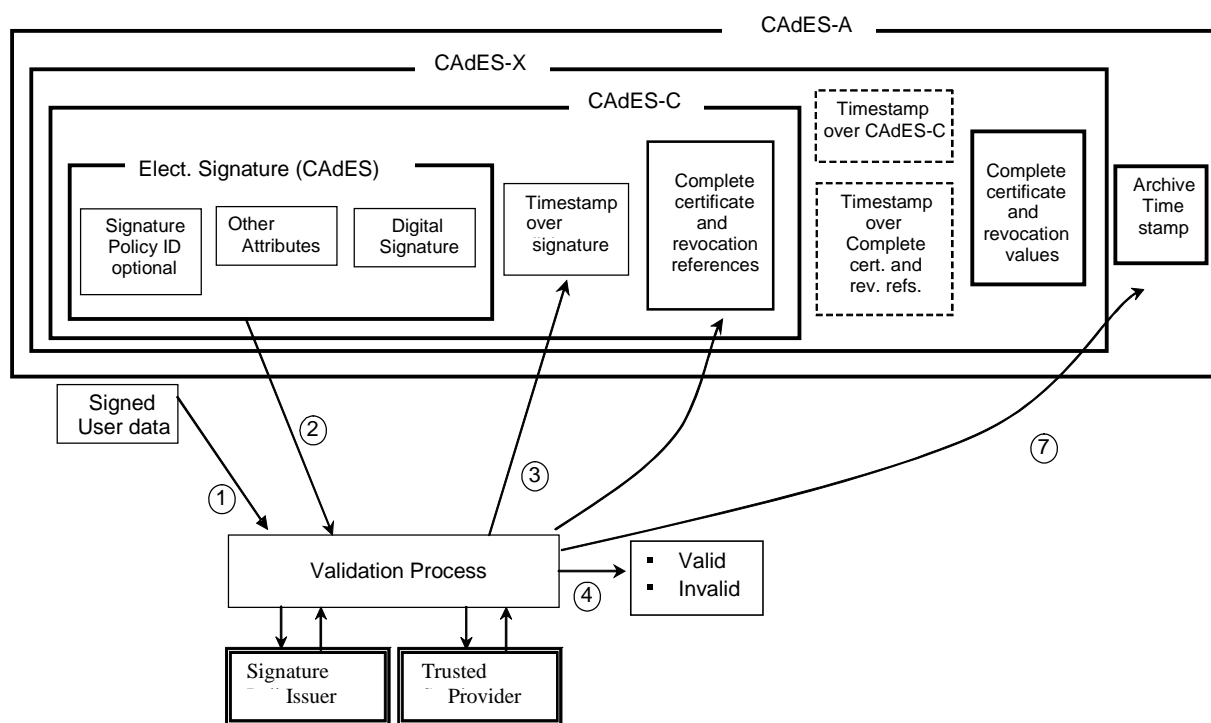 CAdES-A
CAdES-X
CAdES-C
Elect. Signature (CAdES)
Signature
Policy ID
optional
Other
Attributes
Digital
Signature
Timestamp
over
signature
Complete
certificate
and
revocation
references
Timestamp
over CAdES-C
Timestamp
over
Complete
cert. and
rev. refs.
Complete
certificate
and
revocation
values
Archive
Time
stamp
Signed
User data
1
2
3
4
7
Validation Process
▪ Valid
▪ Invalid
Signature
Issuer
Trusted
Provider